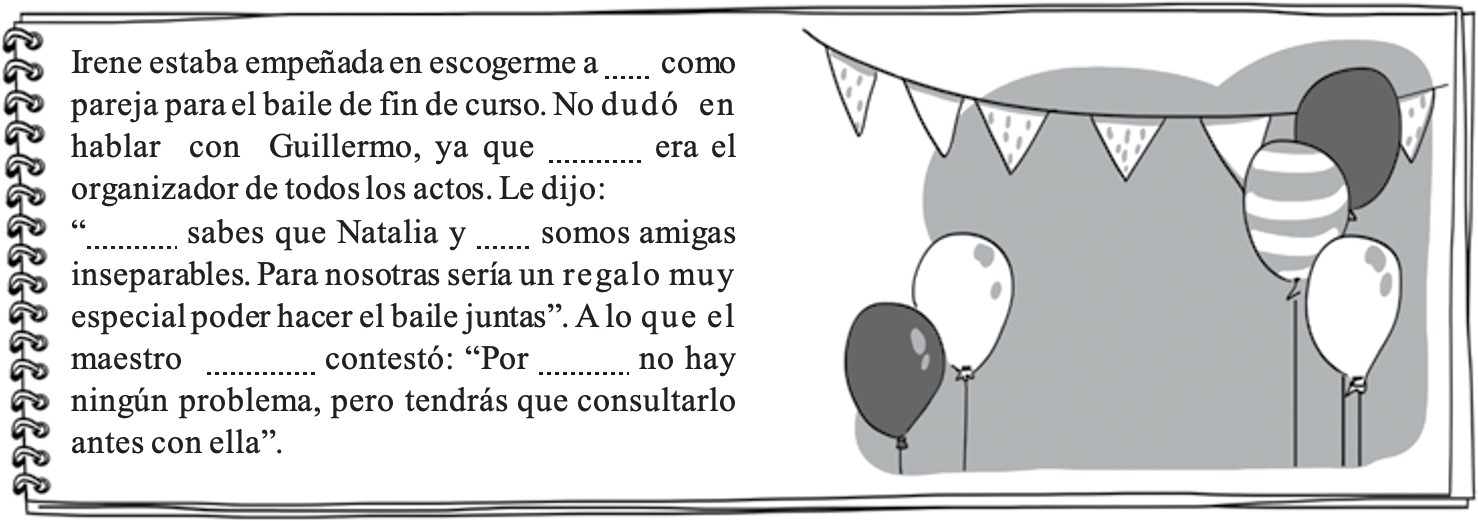 Irene estaba empeñada en escogerme a ...... como
pareja para el baile de fin de curso. No dudó en
hablar con Guillermo, ya que ............ era el
organizador de todos los actos. Le dijo:
“............ sabes que Natalia y ....... somos amigas
inseparables. Para nosotras sería un regalo muy
especial poder hacer el baile juntas”. A lo que el
maestro .............. contestó: “Por ............ no hay
ningún problema, pero tendrás que consultarlo
antes con ella”.